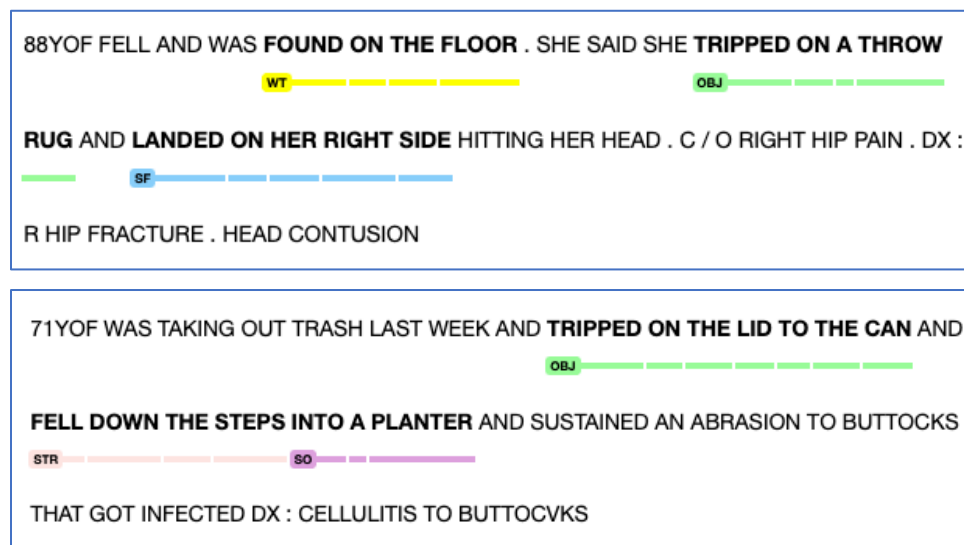 88YOF FELL AND WAS FOUND ON THE FLOOR . SHE SAID SHE TRIPPED ON A THROW
WT OBJ
RUG AND LANDED ON HER RIGHT SIDE HITTING HER HEAD . C / O RIGHT HIP PAIN . DX :
SF
R HIP FRACTURE . HEAD CONTUSION
71YOF WAS TAKING OUT TRASH LAST WEEK AND TRIPPED ON THE LID TO THE CAN AND
OBJ
FELL DOWN THE STEPS INTO A PLANTER AND SUSTAINED AN ABRASION TO BUTTOCKS
STR SO
THAT GOT INFECTED DX : CELLULITIS TO BUTTOCVKS